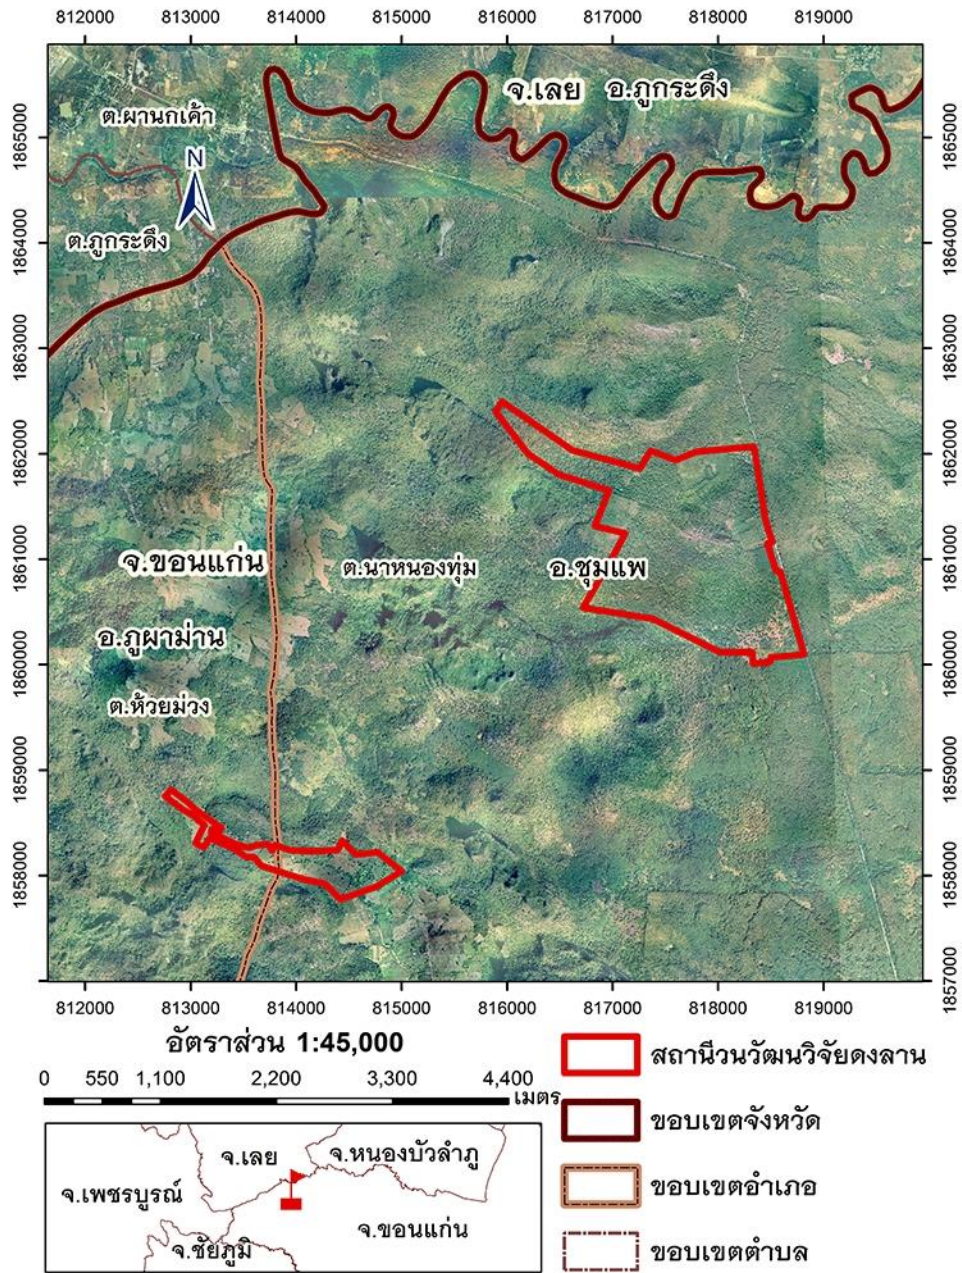 812000 813000 814000 815000 816000 817000 818000 819000
จ.เลย อ.ภูกระดึง
ต.ผานกเค้า
1865000 1865000
N
ต.ภูกระดึง
1864000 1864000
1863000 1863000
1862000 1862000
จ.ขอนแก่น ต.นาหนองทุ่ม อ.ชุมแพ
1861000 1861000
อ.ภูผาม่าน
1860000 1860000
ต.ห้วยม่วง
1859000 1859000
1858000 1858000
1857000 1857000
812000 813000 814000 815000 816000 817000 818000 819000
อัตราส่วน 1:45,000
0 550 1,100 2,200 3,300 4,400
เมตร
สถานีวนวัฒนวิจัยดงลาน
ขอบเขตจังหวัด
ขอบเขตอำเภอ
ขอบเขตตำบล
จ.เลย จ.หนองบัวลำภู
จ.เพชรบูรณ์
จ.ขอนแก่น
จ.ชัยภูมิ